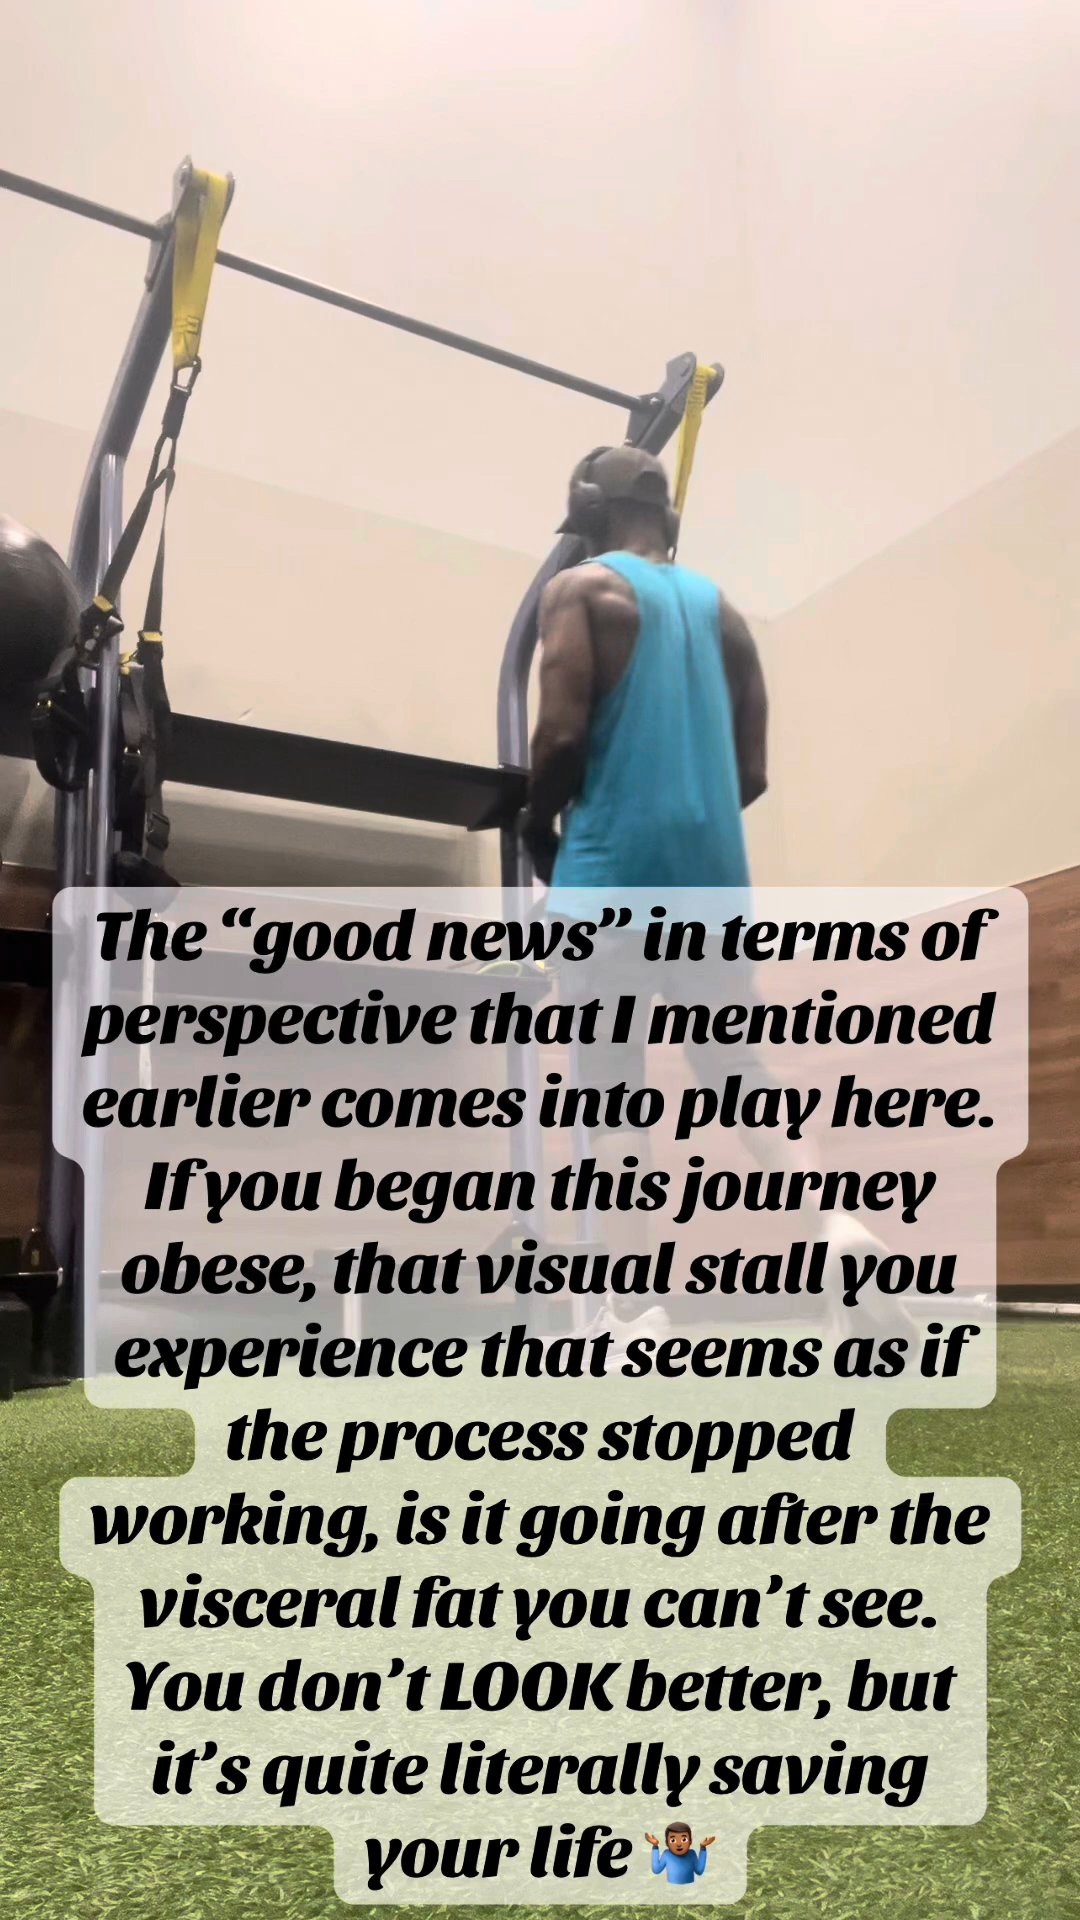 The “good news” in terms of
perspective that I mentioned
earlier comes into play here.
If you began this journey
obese, that visual stall you
experience that seems as if
the process stopped
working, is it going after the
visceral fat you can’t see.
You don’t LOOK better, but
it’s quite literally saving
your life 🤷🏾‍♂️